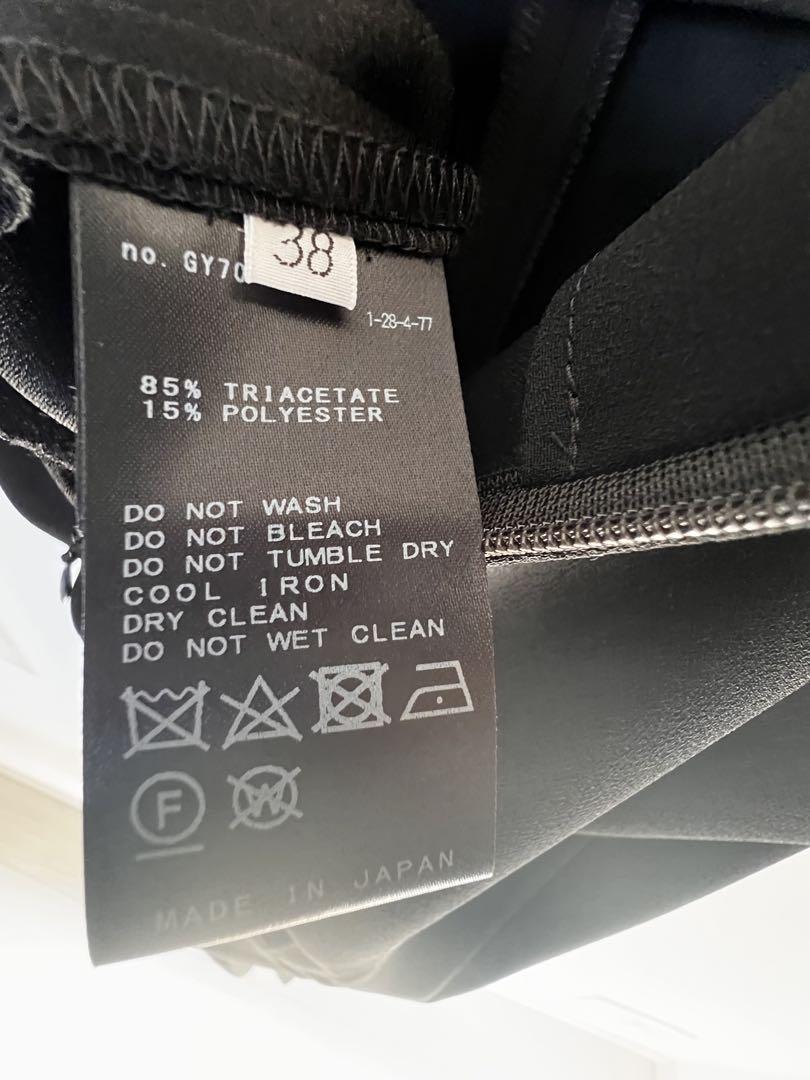 38
no. GY70
1-28-4-77
85% TRIACETATE
15% POLYESTER
DO NOT WASH
DO NOT BLEACH
DO NOT TUMBLE DRY
COOL IRON
DRY CLEAN
DO NOT WET CLEAN
F
W
MADE IN JAPAN